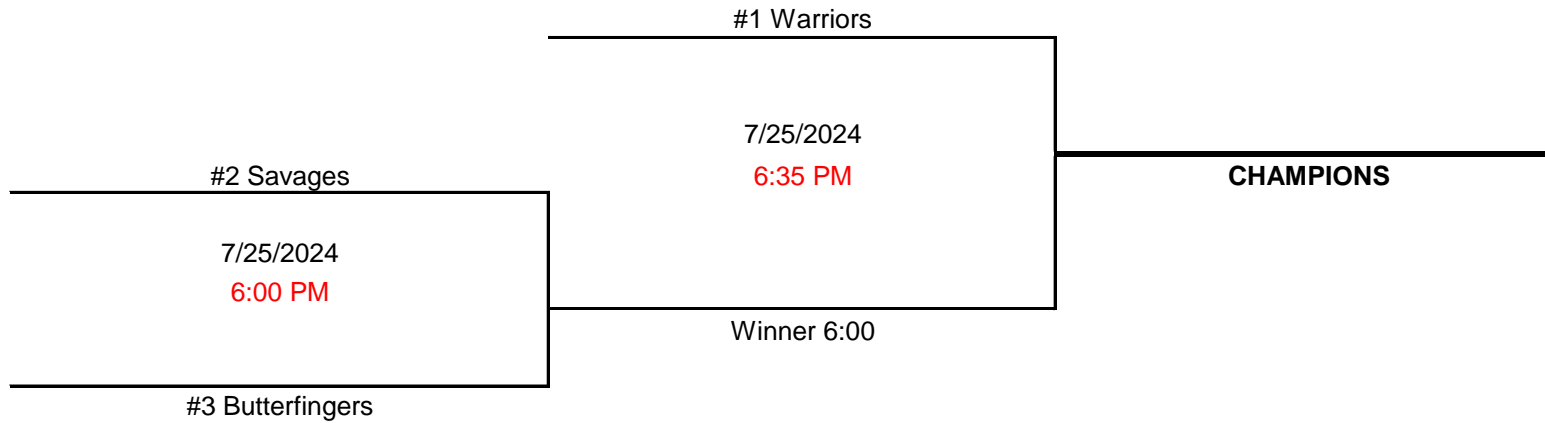 #1 Warriors
7/25/2024
6:35 PM
#2 Savages
CHAMPIONS
7/25/2024
6:00 PM
Winner 6:00
#3 Butterfingers